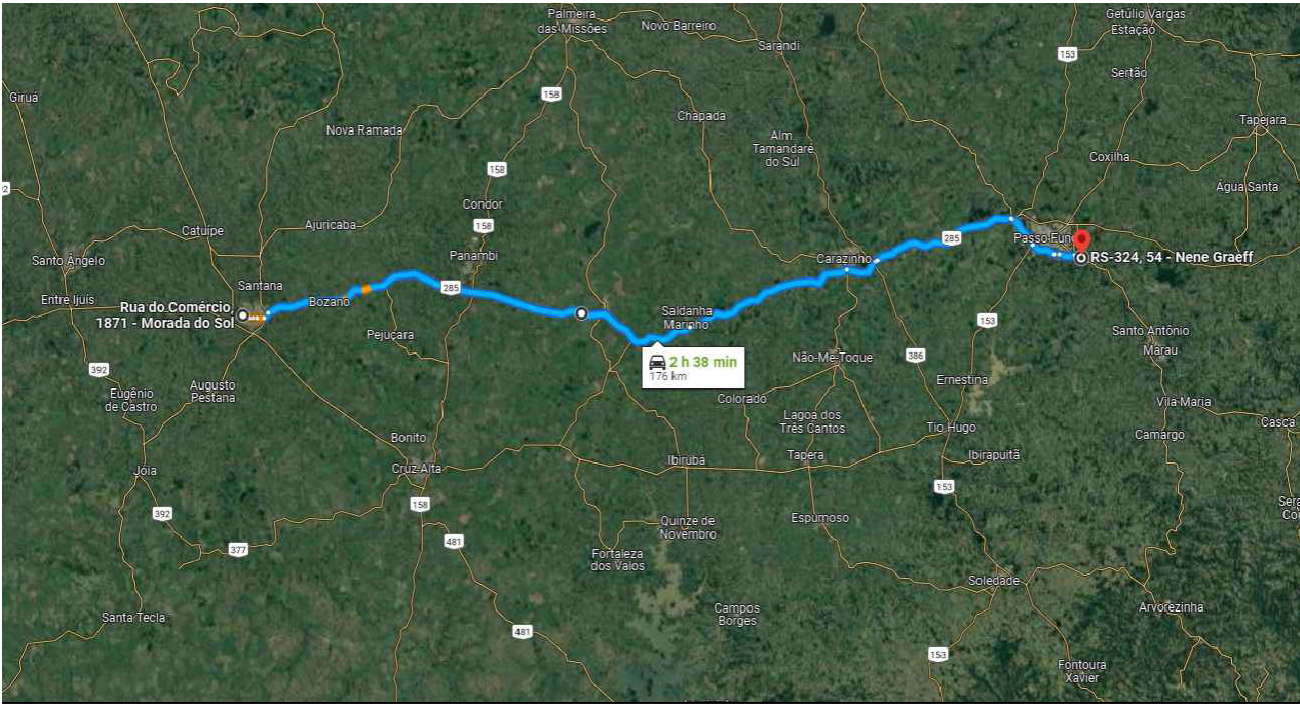 Palmeira
das Missões
Novo Barreiro
Getúlio Vargas
Estação
Sarandi
153
Sertão
Giruá
158
Chapada
Tapejara
Nova Ramada
Alm.
Tamandaré
do Sul
Coxilha
158
Água Santa
Condor
Ajuricaba
158
Catuípe
285
Passo Fun
Panambi
Carazinho
RS-324, 54 - Nene Graeff
Santo Ângelo
Santana
285
Entre Ijuís
Rua do Comércio,
1871 - Morada do Sol
Bozano
Saldanha
Marinho
153
Pejuçara
Santo Antônio
Marau
2 h 38 min
176 km
Não-Me-Toque
386
392
Augusto
Pestana
Ernestina
Eugênio
de Castro
Colorado
Vila Maria
Lagoa dos
Três Cantos
Tio Hugo
Casca
Bonito
Camargo
Ibirubá
Tapera
Ibirapuitã
Jóia
Cruz Alta
153
158
392
Quinze de
Novembro
Espumoso
481
377
Fortaleza
dos Valos
Soledade
Campos
Borges
Arvorezinha
Santa Tecla
481
153
Fontoura
Xavier